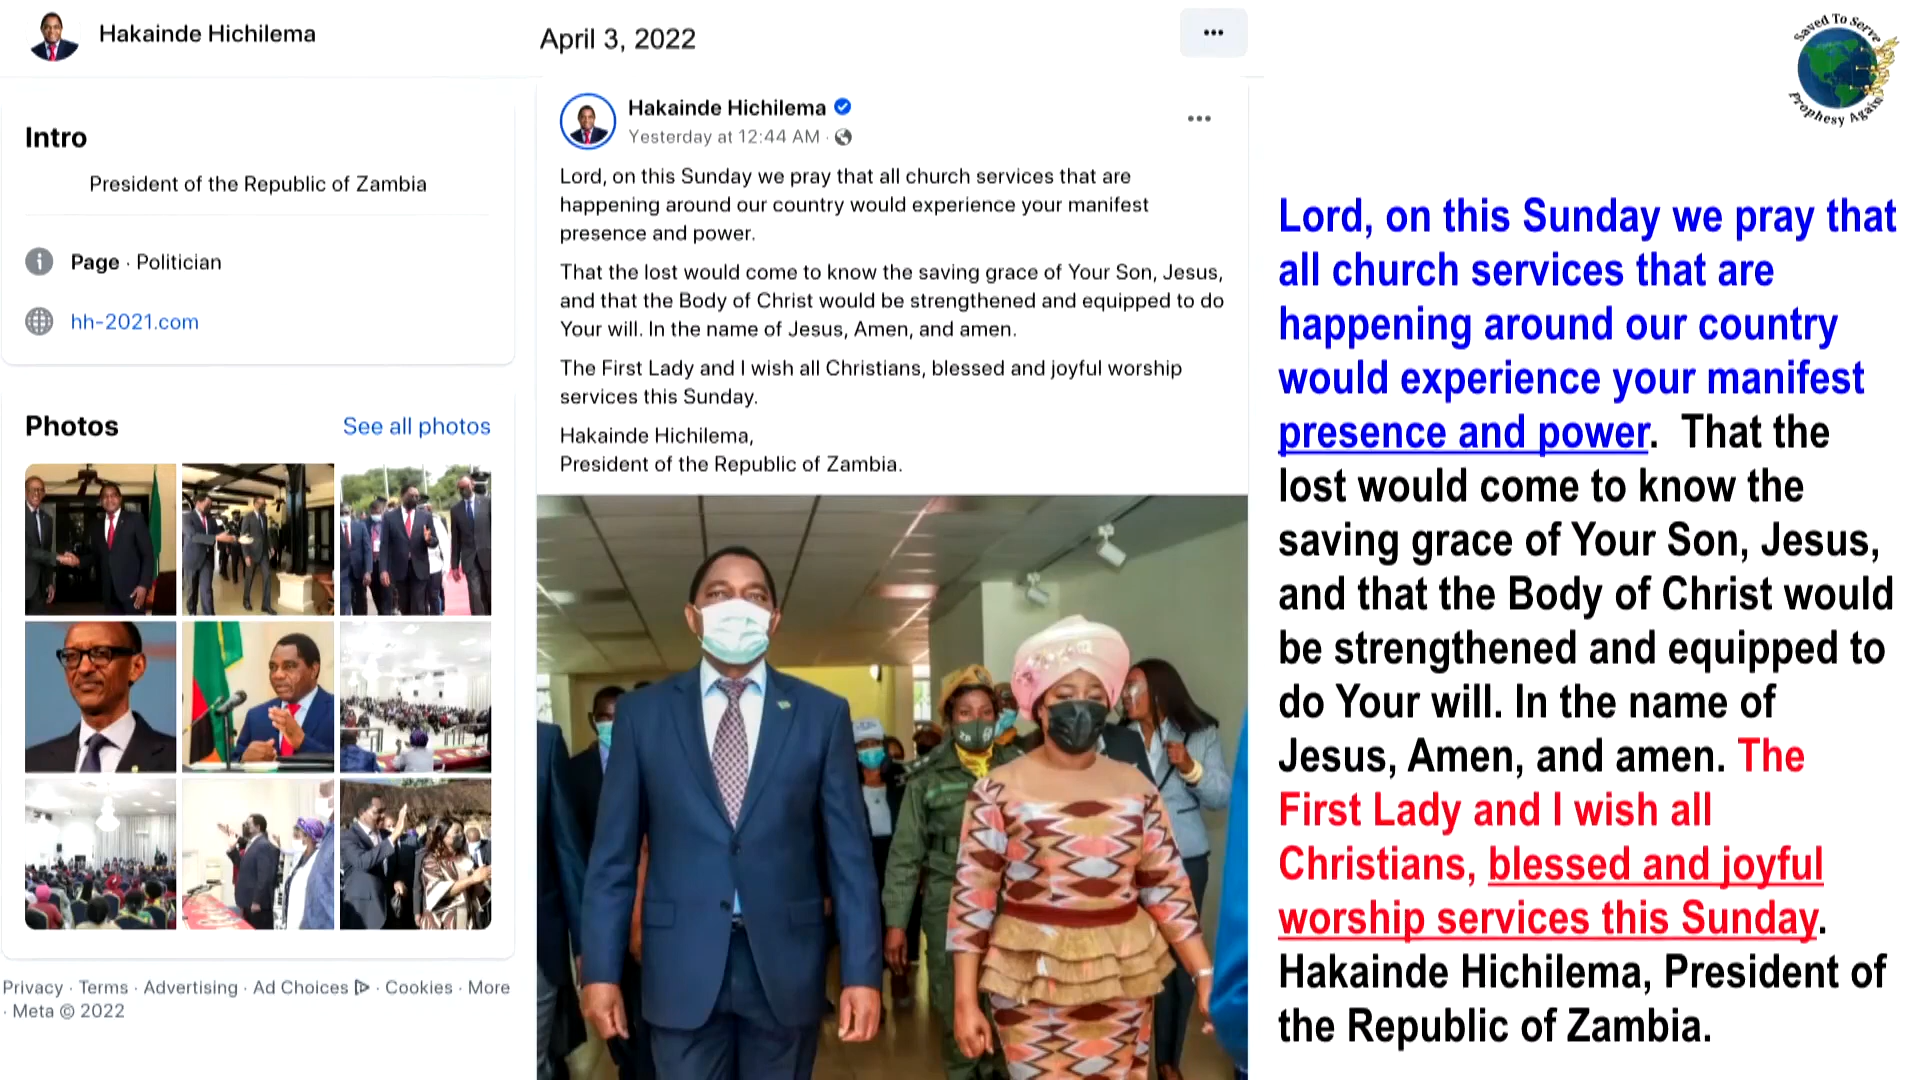 Hakainde Hichilema
Intro
President of the Republic of Zambia
Page · Politician
hh-2021.com
Photos
See all photos
Privacy · Terms · Advertising · Ad Choices · Cookies · More
· Meta © 2022
April 3, 2022
Hakainde Hichilema
Yesterday at 12:44 AM ·
Lord, on this Sunday we pray that all church services that are
happening around our country would experience your manifest
presence and power.
That the lost would come to know the saving grace of Your Son, Jesus,
and that the Body of Christ would be strengthened and equipped to do
Your will. In the name of Jesus, Amen, and amen.
The First Lady and I wish all Christians, blessed and joyful worship
services this Sunday.
Hakainde Hichilema,
President of the Republic of Zambia.
Saved To Serve
Prophesy Again
Lord, on this Sunday we pray that
all church services that are
happening around our country
would experience your manifest
presence and power. That the
lost would come to know the
saving grace of Your Son, Jesus,
and that the Body of Christ would
be strengthened and equipped to
do Your will. In the name of
Jesus, Amen, and amen. The
First Lady and I wish all
Christians, blessed and joyful
worship services this Sunday.
Hakainde Hichilema, President of
the Republic of Zambia.